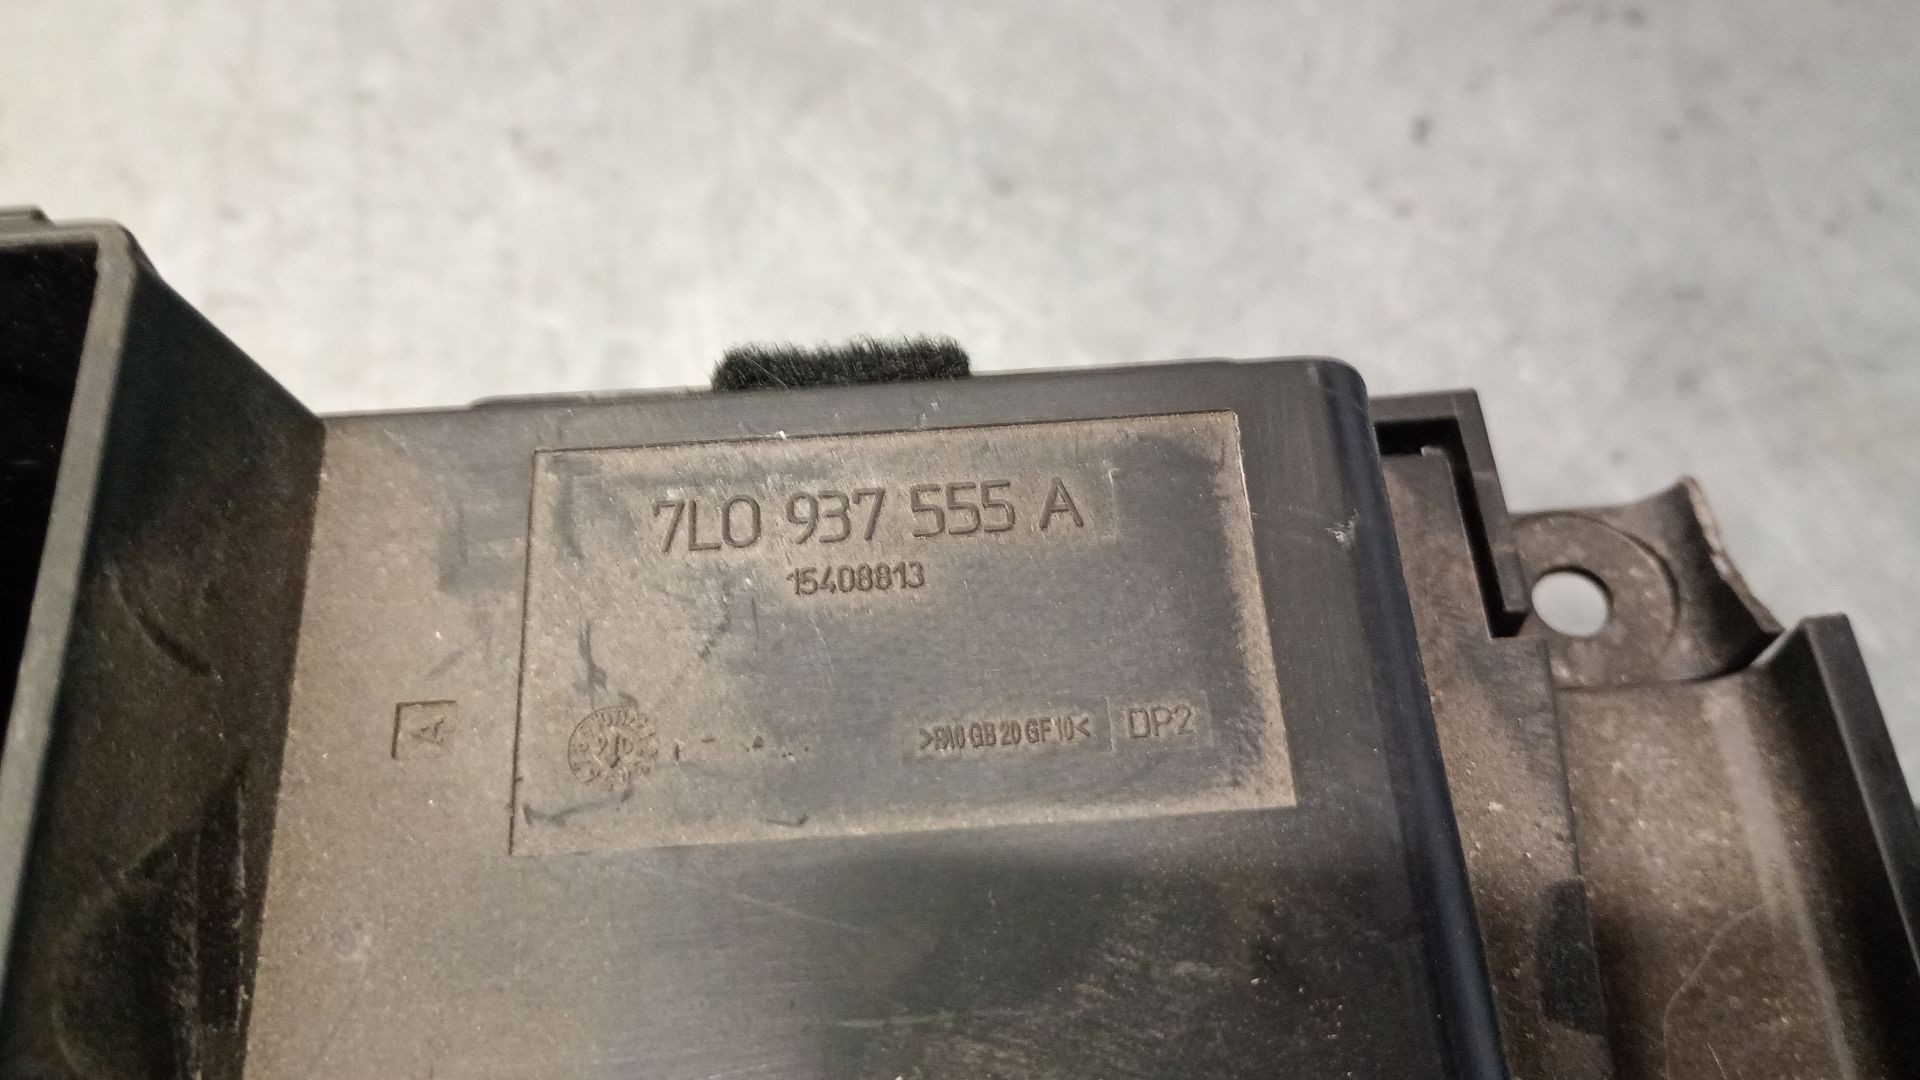 7L0 937 555 A
15408813
A
>PA6 GB 20 GF 10< DP2